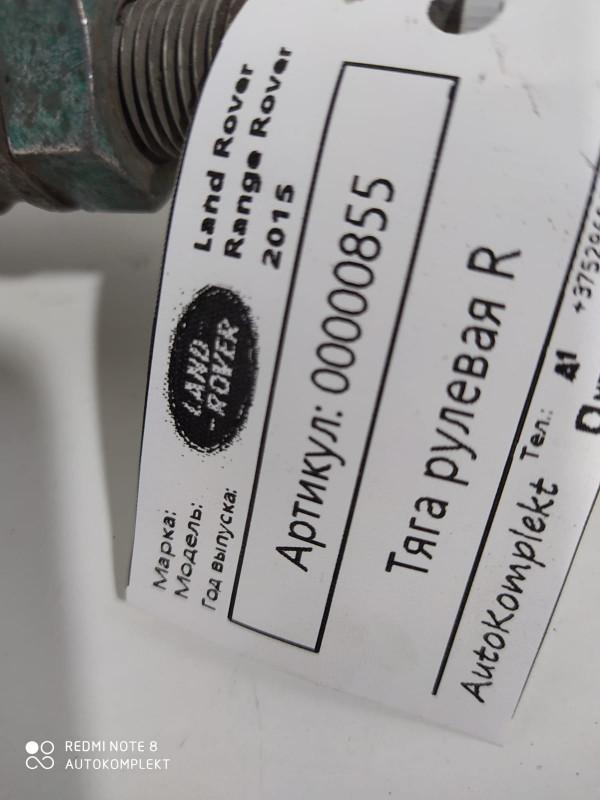 Марка: Land Rover
Модель: Range Rover
Год выпуска: 2015
LAND
-ROVER
Артикул: 00000855
Тяга рулевая R
AutoKomplekt Тел.: A1
REDMI NOTE 8
AUTOKOMPLEKT